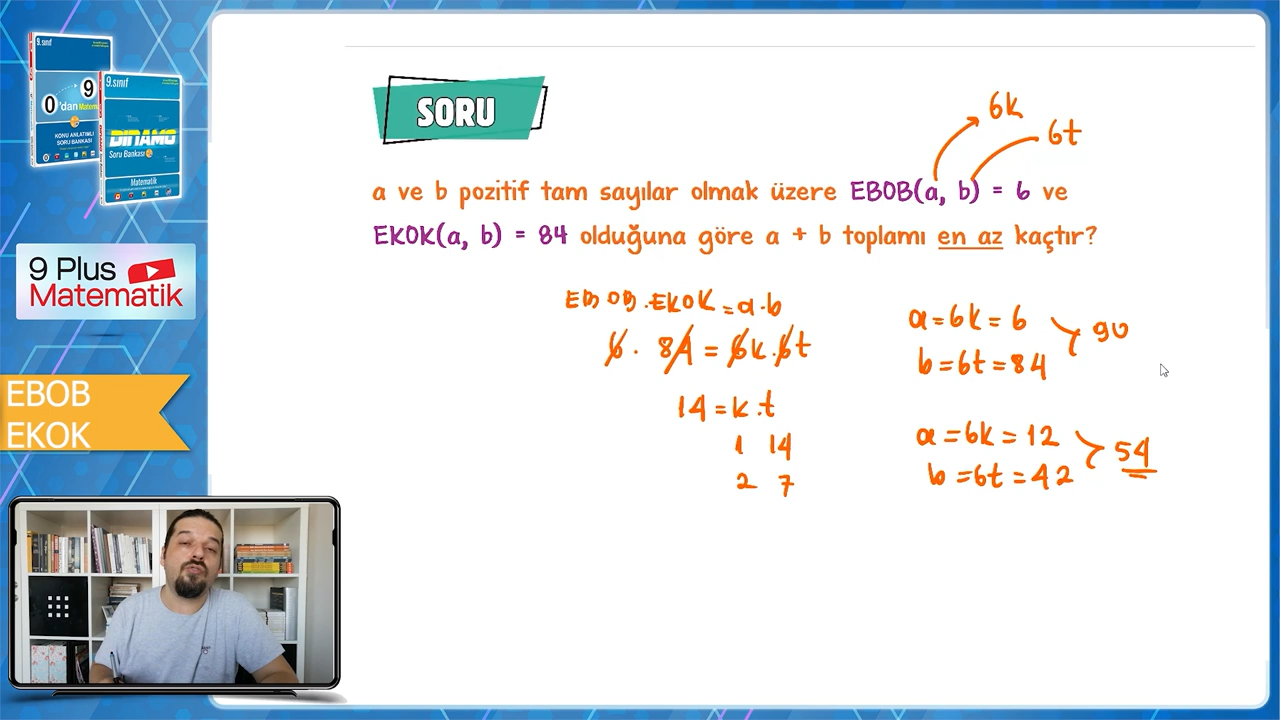 9.sınıf
9.sınıf
0'dan 9
KONU ANLATIMLI
SORU BANKASI
DINAMO
Soru Bankası
Matematik
SORU
6k
6t
a ve b pozitif tam sayılar olmak üzere EBOB(a, b) = 6 ve
EKOK(a, b) = 84 olduğuna göre a + b toplamı en az kaçtır?
9 Plus
Matematik
EBOB
EKOK
EBOB.EKOK = a.b
6 . 84 = 6k . 6t
14 = k.t
1 14
2 7
a = 6k = 6
b = 6t = 84
90
a = 6k = 12
b = 6t = 42
54